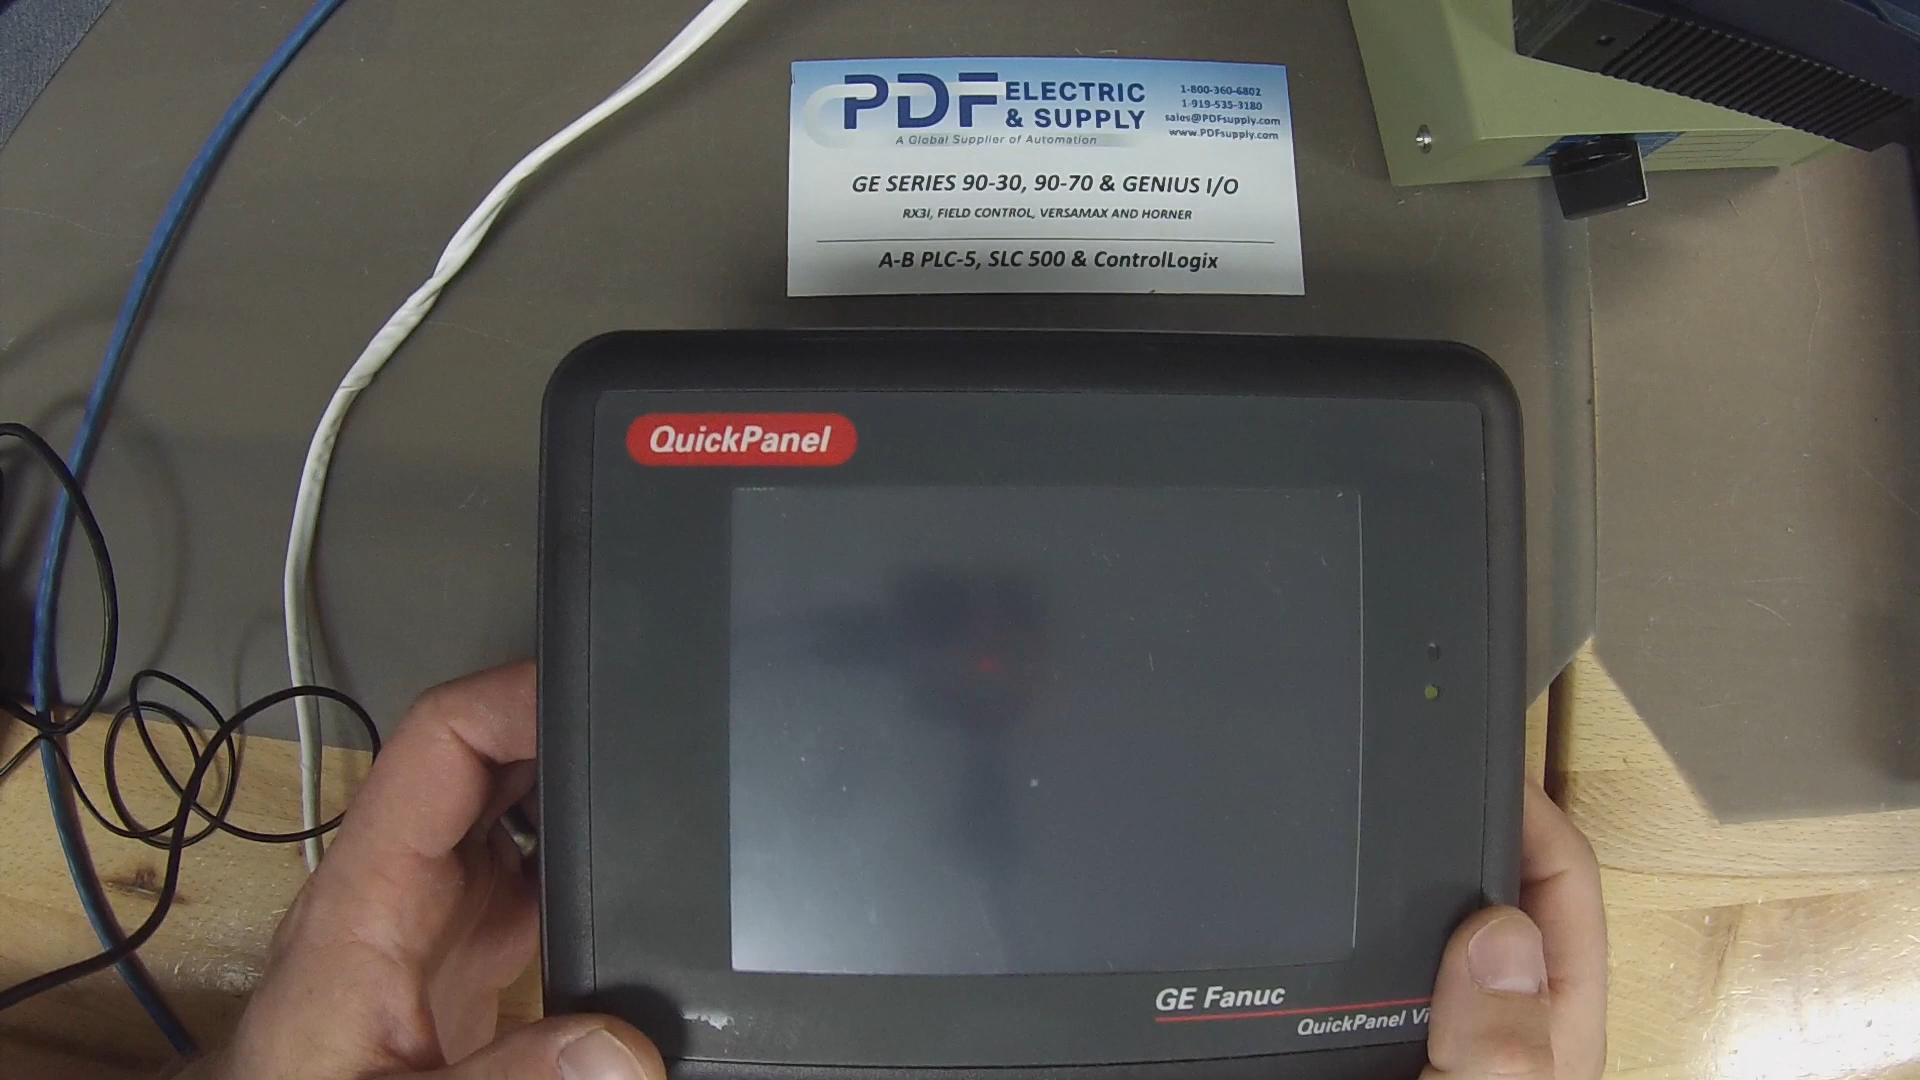 PDF ELECTRIC & SUPPLY
A Global Supplier of Automation
1-800-360-6802
1-919-535-3180
sales@PDFsupply.com
www.PDFsupply.com
GE SERIES 90-30, 90-70 & GENIUS I/O
RX3I, FIELD CONTROL, VERSAMAX AND HORNER
A-B PLC-5, SLC 500 & ControlLogix
QuickPanel
GE Fanuc
QuickPanel Vi